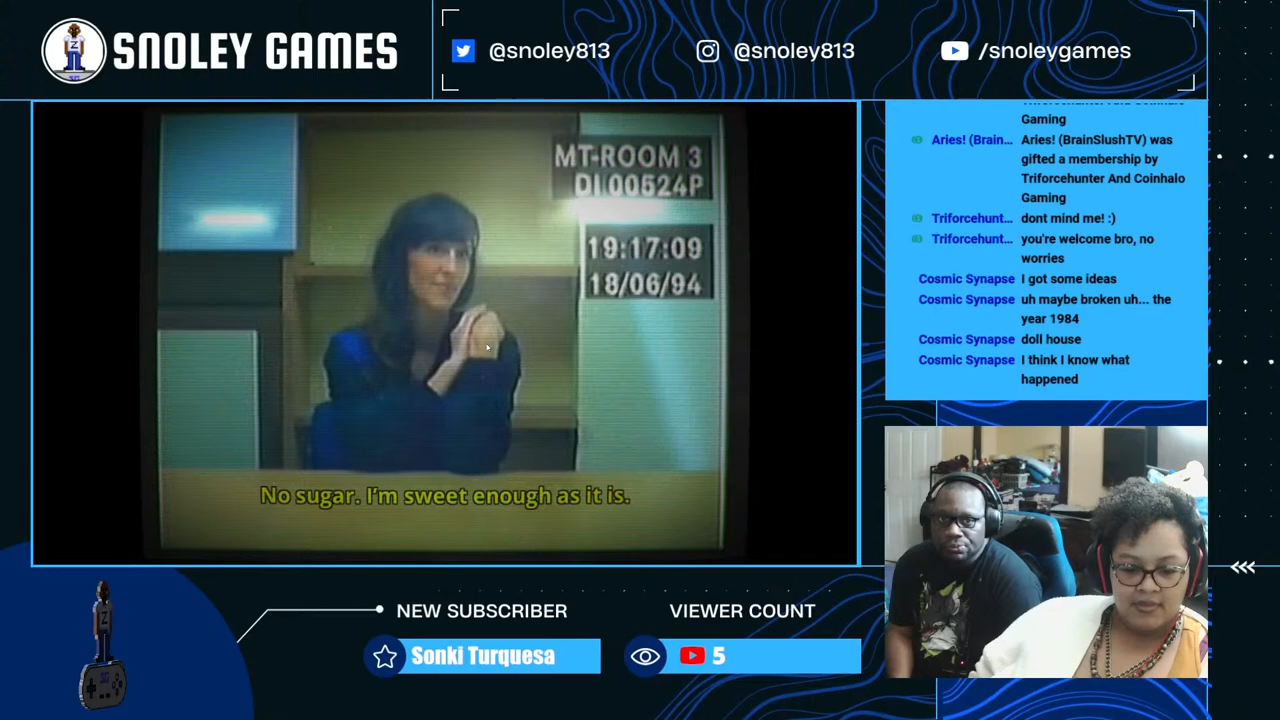 SNOLEY GAMES
@snoley813
@snoley813
/snoleygames
MT-ROOM 3
DI 00524P
19:17:09
18/06/94
No sugar. I'm sweet enough as it is.
Gaming
Aries! (Brain... Aries! (BrainSlushTV) was
gifted a membership by
Triforcehunter And Coinhalo
Gaming
Triforcehunt... dont mind me! :)
Triforcehunt... you're welcome bro, no
worries
Cosmic Synapse I got some ideas
Cosmic Synapse uh maybe broken uh... the
year 1984
Cosmic Synapse doll house
Cosmic Synapse I think I know what
happened
NEW SUBSCRIBER
Sonki Turquesa
VIEWER COUNT
5